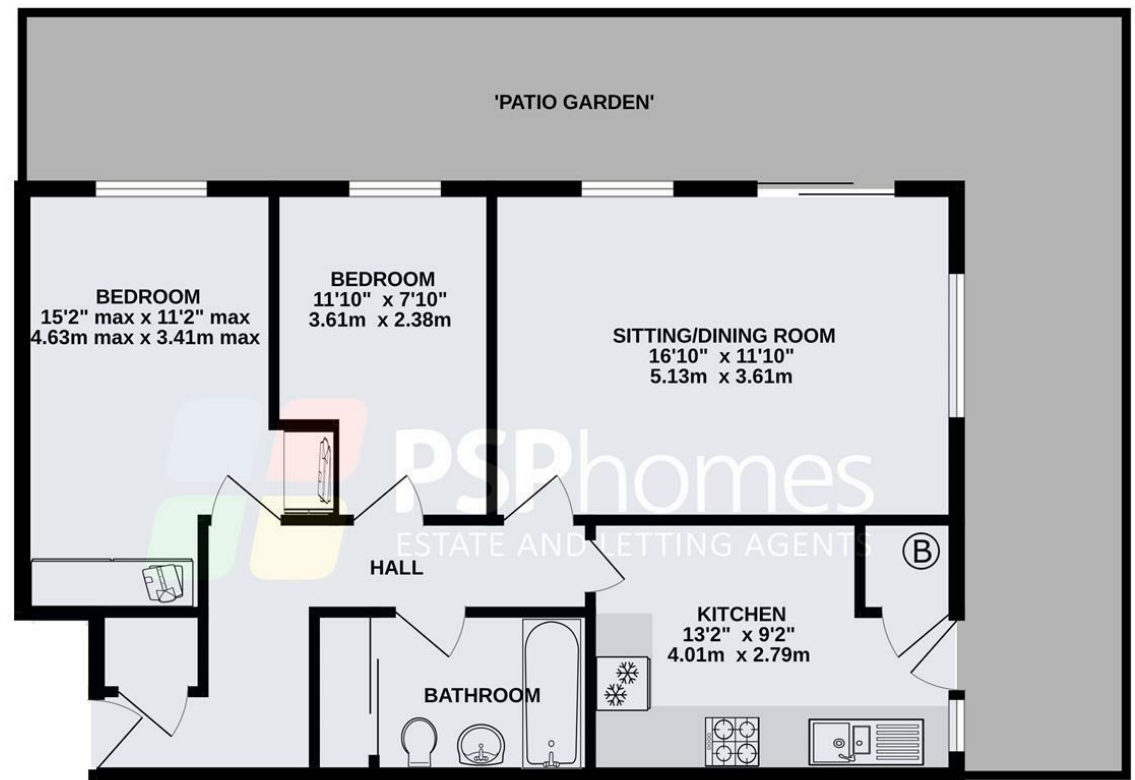 'PATIO GARDEN'
BEDROOM
15'2" max x 11'2" max
4.63m max x 3.41m max
BEDROOM
11'10" x 7'10"
3.61m x 2.38m
SITTING/DINING ROOM
16'10" x 11'10"
5.13m x 3.61m
PSPhomes
ESTATE AND LETTING AGENTS
HALL
B
KITCHEN
13'2" x 9'2"
4.01m x 2.79m
BATHROOM